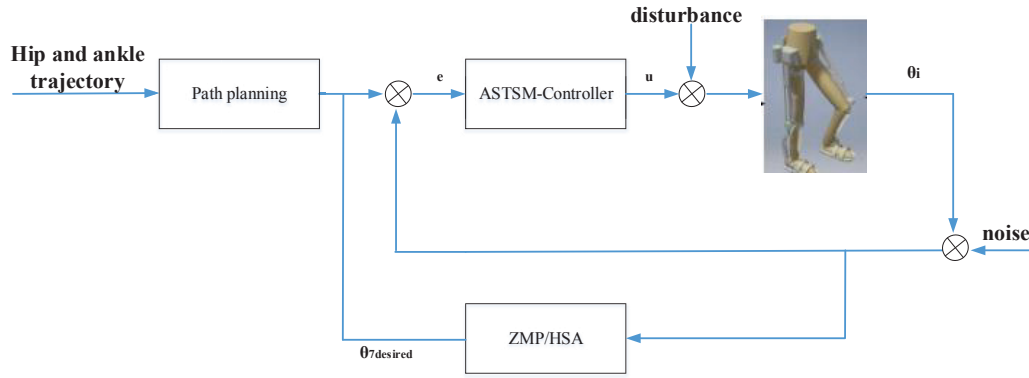 disturbance
Hip and ankle
trajectory
Path planning
e
ASTSM-Controller
u
θi
noise
ZMP/HSA
θ7desired